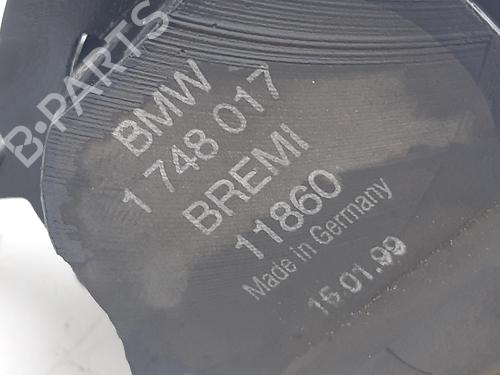 BMW
1 748 017
BREMI
11860
Made in Germany
15.01.99
B-PARTS